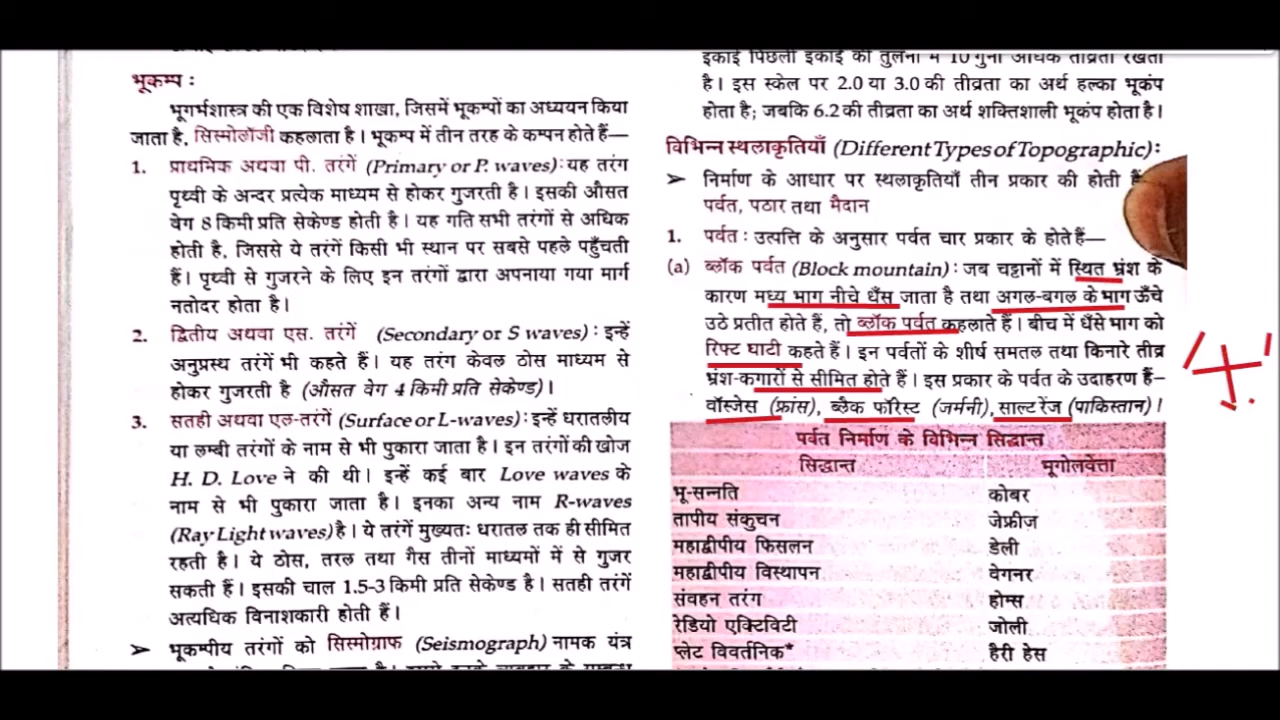 भूकम्प :
भूगर्भशास्त्र की एक विशेष शाखा, जिसमें भूकम्पों का अध्ययन किया
जाता है, सिस्मोलॉजी कहलाता है। भूकम्प में तीन तरह के कम्पन होते हैं—
1. प्राथमिक अथवा पी. तरंगें (Primary or P. waves): यह तरंग
पृथ्वी के अन्दर प्रत्येक माध्यम से होकर गुजरती है। इसकी औसत
वेग 8 किमी प्रति सेकेण्ड होती है। यह गति सभी तरंगों से अधिक
होती है, जिससे ये तरंगें किसी भी स्थान पर सबसे पहले पहुँचती
हैं। पृथ्वी से गुजरने के लिए इन तरंगों द्वारा अपनाया गया मार्ग
नतोदर होता है।
2. द्वितीय अथवा एस. तरंगें (Secondary or S waves): इन्हें
अनुप्रस्थ तरंगें भी कहते हैं। यह तरंग केवल ठोस माध्यम से
होकर गुजरती है (औसत वेग 4 किमी प्रति सेकेण्ड)।
3. सतही अथवा एल-तरंगें (Surface or L-waves): इन्हें धरातलीय
या लम्बी तरंगों के नाम से भी पुकारा जाता है। इन तरंगों की खोज
H. D. Love ने की थी। इन्हें कई बार Love waves के
नाम से भी पुकारा जाता है। इनका अन्य नाम R-waves
(Ray Light waves) है। ये तरंगें मुख्यतः धरातल तक ही सीमित
रहती है। ये ठोस, तरल तथा गैस तीनों माध्यमों में से गुजर
सकती हैं। इसकी चाल 1.5-3 किमी प्रति सेकेण्ड है। सतही तरंगें
अत्यधिक विनाशकारी होती हैं।
➤ भूकम्पीय तरंगों को सिस्मोग्राफ (Seismograph) नामक यंत्र
इकाई पिछली इकाई की तुलना में 10 गुना अधिक तीव्रता रखता
है। इस स्केल पर 2.0 या 3.0 की तीव्रता का अर्थ हल्का भूकंप
होता है; जबकि 6.2 की तीव्रता का अर्थ शक्तिशाली भूकंप होता है।
विभिन्न स्थलाकृतियाँ (Different Types of Topographic):
➤ निर्माण के आधार पर स्थलाकृतियाँ तीन प्रकार की होती
पर्वत, पठार तथा मैदान
1. पर्वत: उत्पत्ति के अनुसार पर्वत चार प्रकार के होते हैं—
(a) ब्लॉक पर्वत (Block mountain): जब चट्टानों में स्थित भ्रंश के
कारण मध्य भाग नीचे धँस जाता है तथा अगल-बगल के भाग ऊँचे
उठे प्रतीत होते हैं, तो ब्लॉक पर्वत कहलाते हैं। बीच में धँसे भाग को
रिफ्ट घाटी कहते हैं। इन पर्वतों के शीर्ष समतल तथा किनारे तीव्र
भ्रंश-कगारों से सीमित होते हैं। इस प्रकार के पर्वत के उदाहरण हैं–
वॉस्जेस (फ्रांस), ब्लैक फॉरेस्ट (जर्मनी), साल्ट रेंज (पाकिस्तान)।
पर्वत निर्माण के विभिन्न सिद्धान्त
सिद्धान्त भूगोलवेत्ता
भू-सन्नति कोबर
तापीय संकुचन जेफ्रीज़
महाद्वीपीय फिसलन डेली
महाद्वीपीय विस्थापन वेगनर
संवहन तरंग होम्स
रेडियो एक्टिविटी जोली
प्लेट विवर्तनिक* हैरी हेस